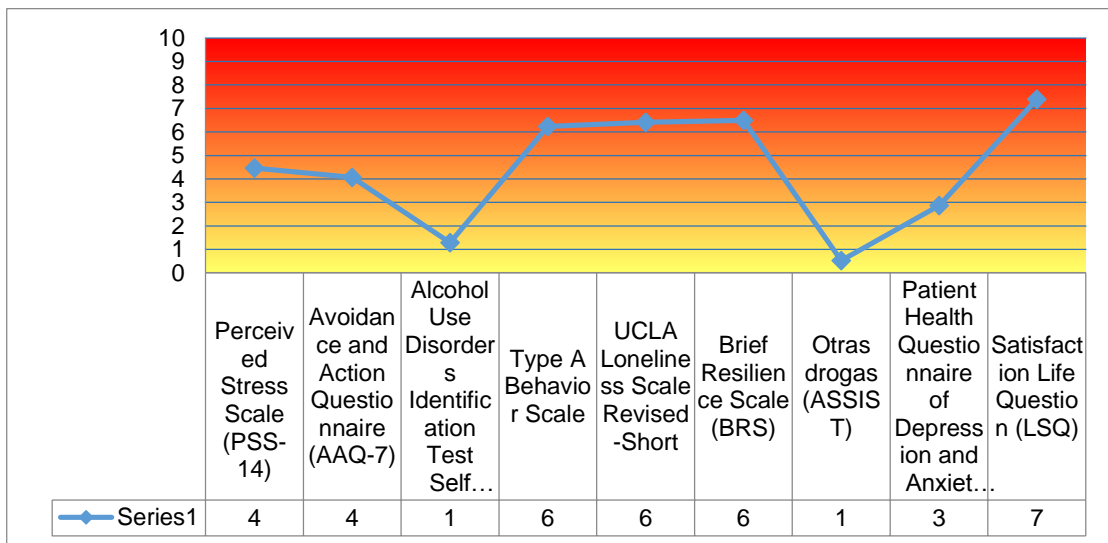 10
9
8
7
6
5
4
3
2
1
0
Perceiv
ed
Stress
Scale
(PSS-
14)
Avoidan
ce and
Action
Questio
nnaire
(AAQ-7)
Alcohol
Use
Disorder
s
Identific
ation
Test
Self…
Type A
Behavio
r Scale
UCLA
Loneline
ss Scale
Revised
-Short
Brief
Resilien
ce Scale
(BRS)
Otras
drogas
(ASSIS
T)
Patient
Health
Questio
nnaire
of
Depress
ion and
Anxiet…
Satisfact
ion Life
Questio
n (LSQ)
Series1 4 4 1 6 6 6 1 3 7